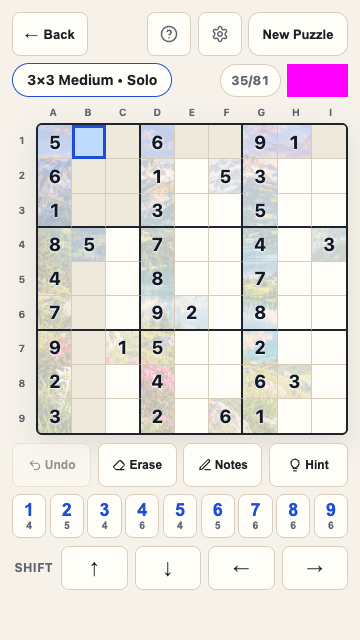 ← Back
New Puzzle
3×3 Medium • Solo
35/81
A B C D E F G H I
1 5 6 9 1
2 6 1 5 3
3 1 3 5
4 8 5 7 4 3
5 4 8 7
6 7 9 2 8
7 9 1 5 2
8 2 4 6 3
9 3 2 6 1
Undo Erase Notes Hint
1 2 3 4 5 6 7 8 9
4 5 4 6 4 5 6 6 6
SHIFT ↑ ↓ ← →